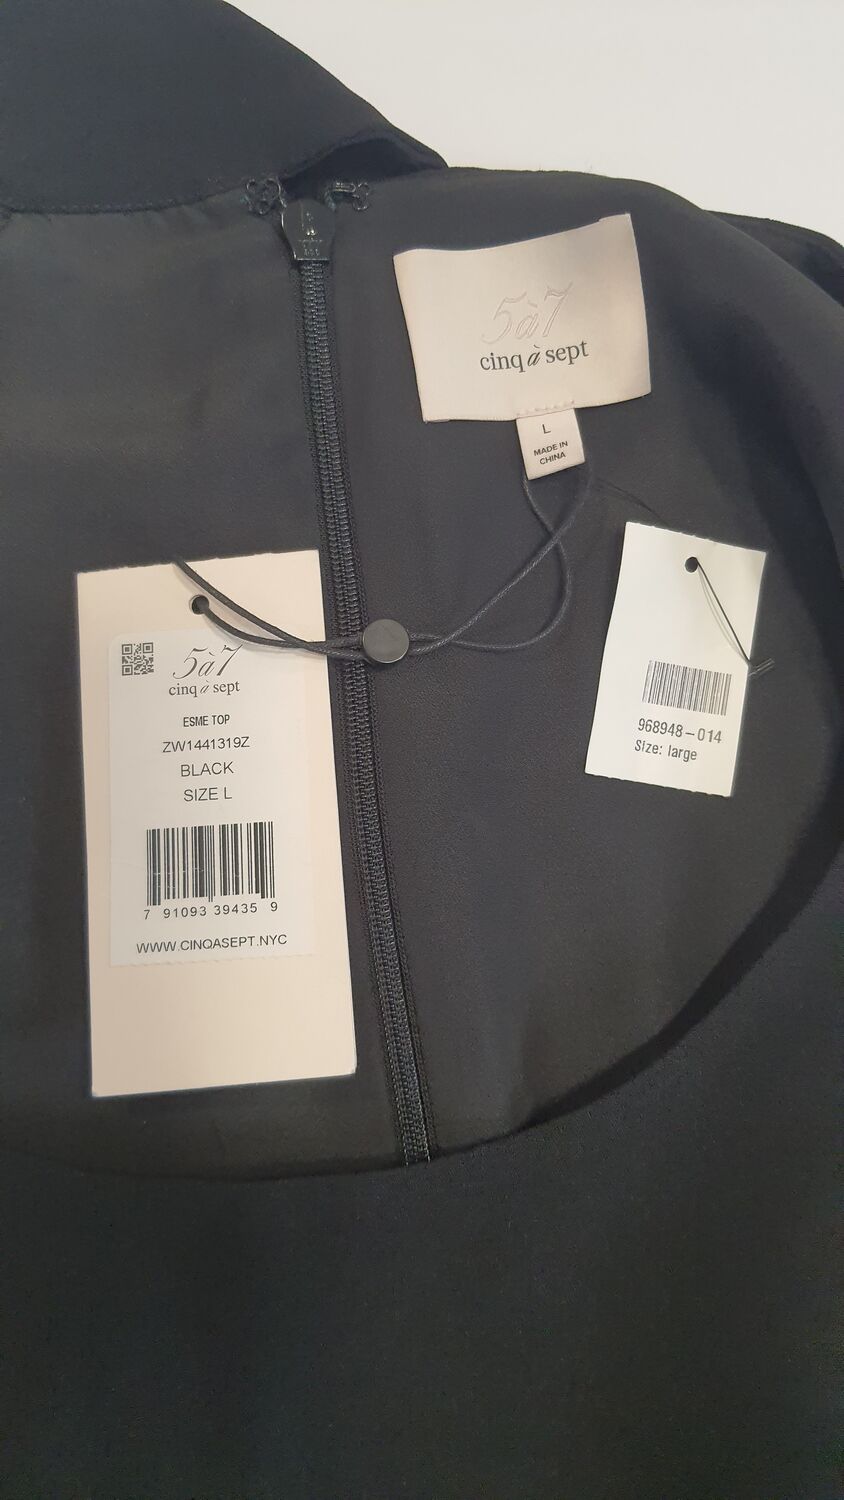 5à7
cinq à sept
L
MADE IN
CHINA
5à7
cinq à sept
ESME TOP
ZW1441319Z
BLACK
SIZE L
7 91093 39435 9
WWW.CINQASEPT.NYC
968948-014
Size: large